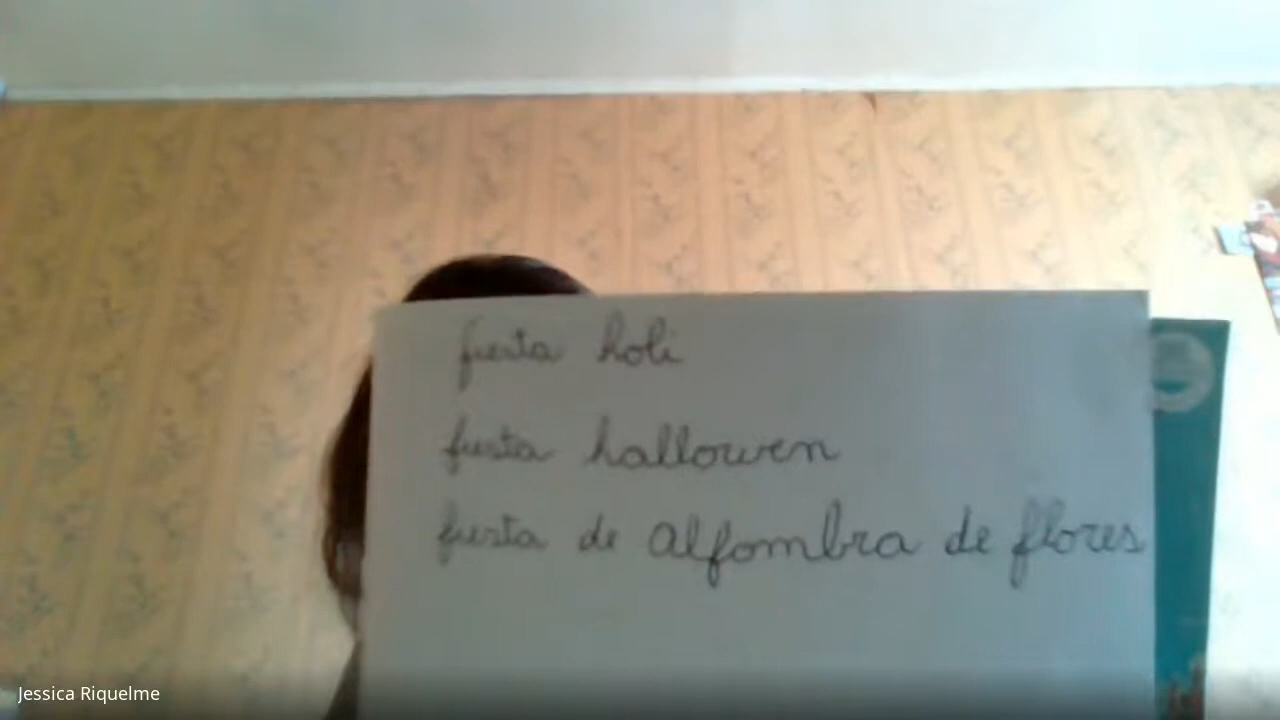 fiesta holi
fiesta hallowen
fiesta de alfombra de flores
Jessica Riquelme